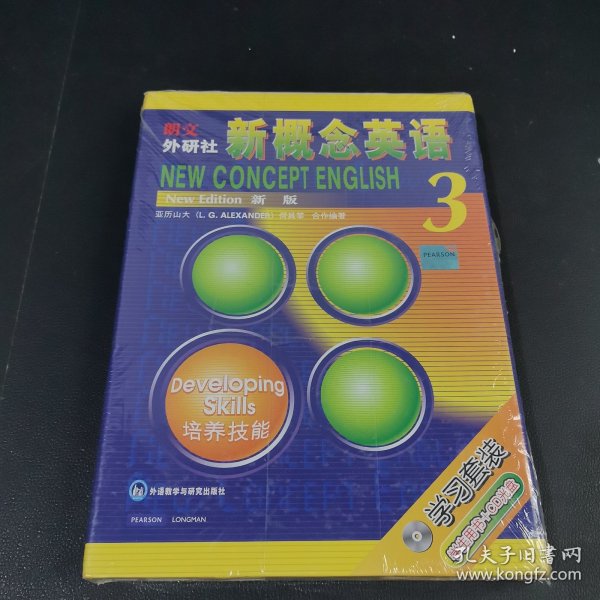 朗文
外研社
新概念英语
NEW CONCEPT ENGLISH
New Edition 新版
3
亚历山大 (L. G. ALEXANDER) 何其莘 合作编著
PEARSON
Developing
Skills
培养技能
外语教学与研究出版社
PEARSON LONGMAN
学习套装
孔夫子旧书网
www.kongfz.com